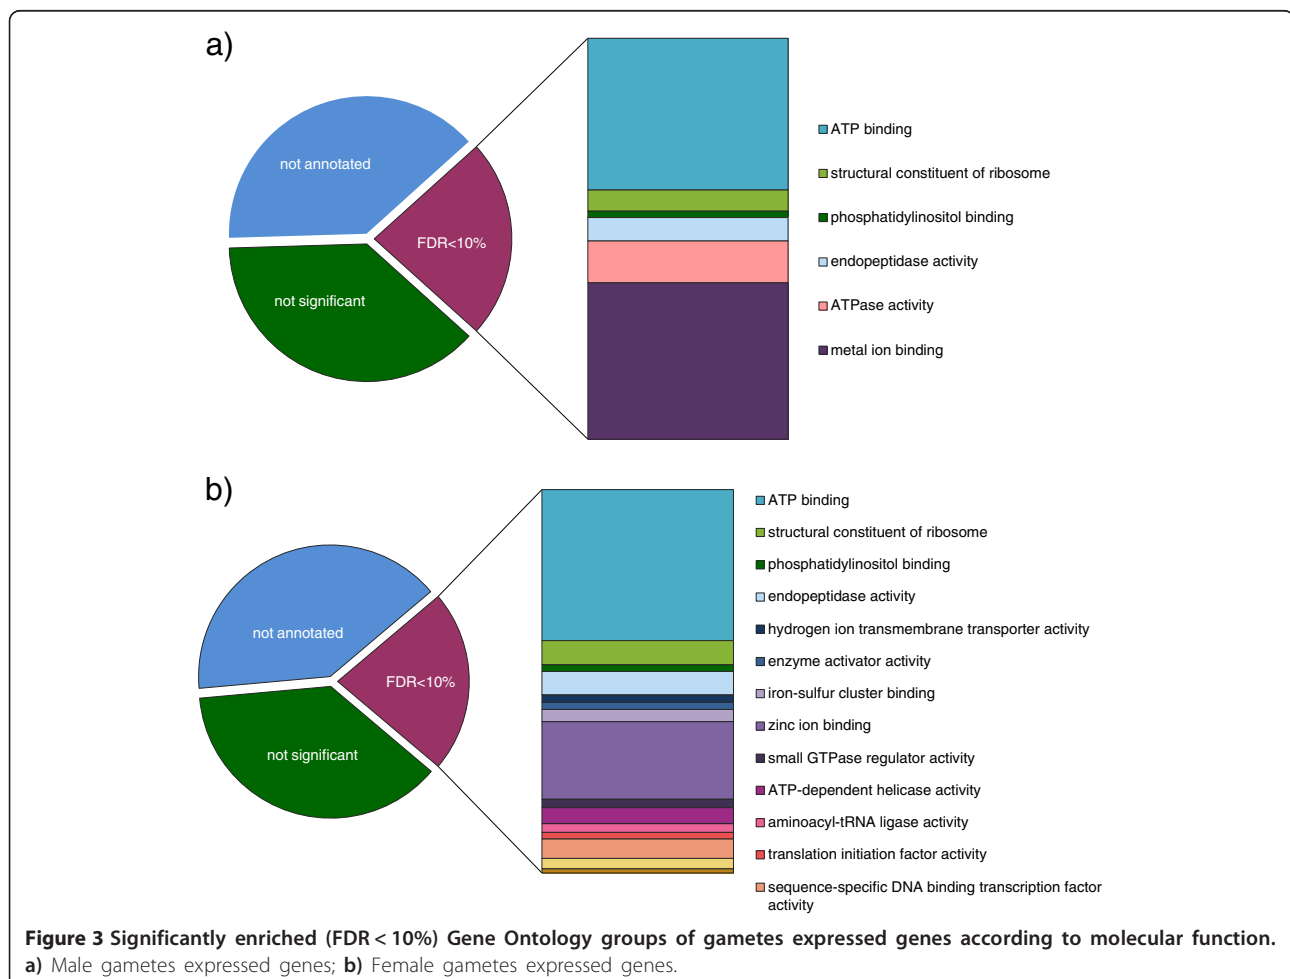 a)
not annotated
FDR<10%
not significant
ATP binding
structural constituent of ribosome
phosphatidylinositol binding
endopeptidase activity
ATPase activity
metal ion binding
b)
not annotated
FDR<10%
not significant
ATP binding
structural constituent of ribosome
phosphatidylinositol binding
endopeptidase activity
hydrogen ion transmembrane transporter activity
enzyme activator activity
iron-sulfur cluster binding
zinc ion binding
small GTPase regulator activity
ATP-dependent helicase activity
aminoacyl-tRNA ligase activity
translation initiation factor activity
sequence-specific DNA binding transcription factor
activity
Figure 3 Significantly enriched (FDR < 10%) Gene Ontology groups of gametes expressed genes according to molecular function.
a) Male gametes expressed genes; b) Female gametes expressed genes.